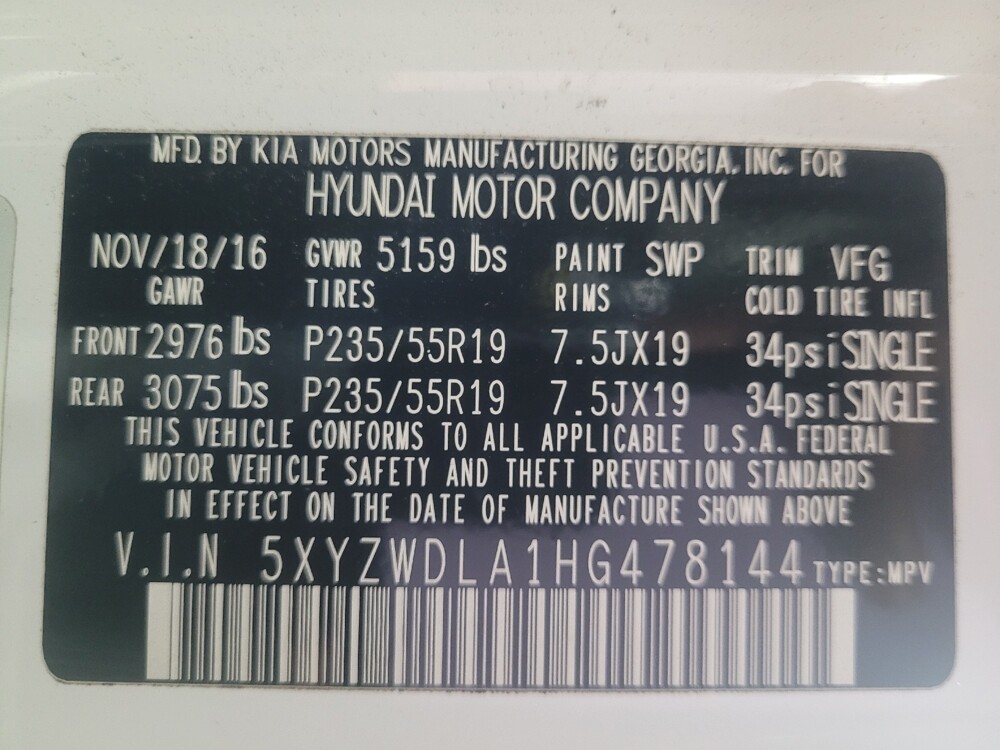 MFD. BY KIA MOTORS MANUFACTURING GEORGIA, INC. FOR
HYUNDAI MOTOR COMPANY
NOV/18/16 GVWR 5159 lbs PAINT SWP TRIM VFG
GAWR TIRES RIMS COLD TIRE INFL
FRONT 2976 lbs P235/55R19 7.5JX19 34psi SINGLE
REAR 3075 lbs P235/55R19 7.5JX19 34psi SINGLE
THIS VEHICLE CONFORMS TO ALL APPLICABLE U.S.A. FEDERAL
MOTOR VEHICLE SAFETY AND THEFT PREVENTION STANDARDS
IN EFFECT ON THE DATE OF MANUFACTURE SHOWN ABOVE
V.I.N 5XYZWDLA1HG478144 TYPE:MPV